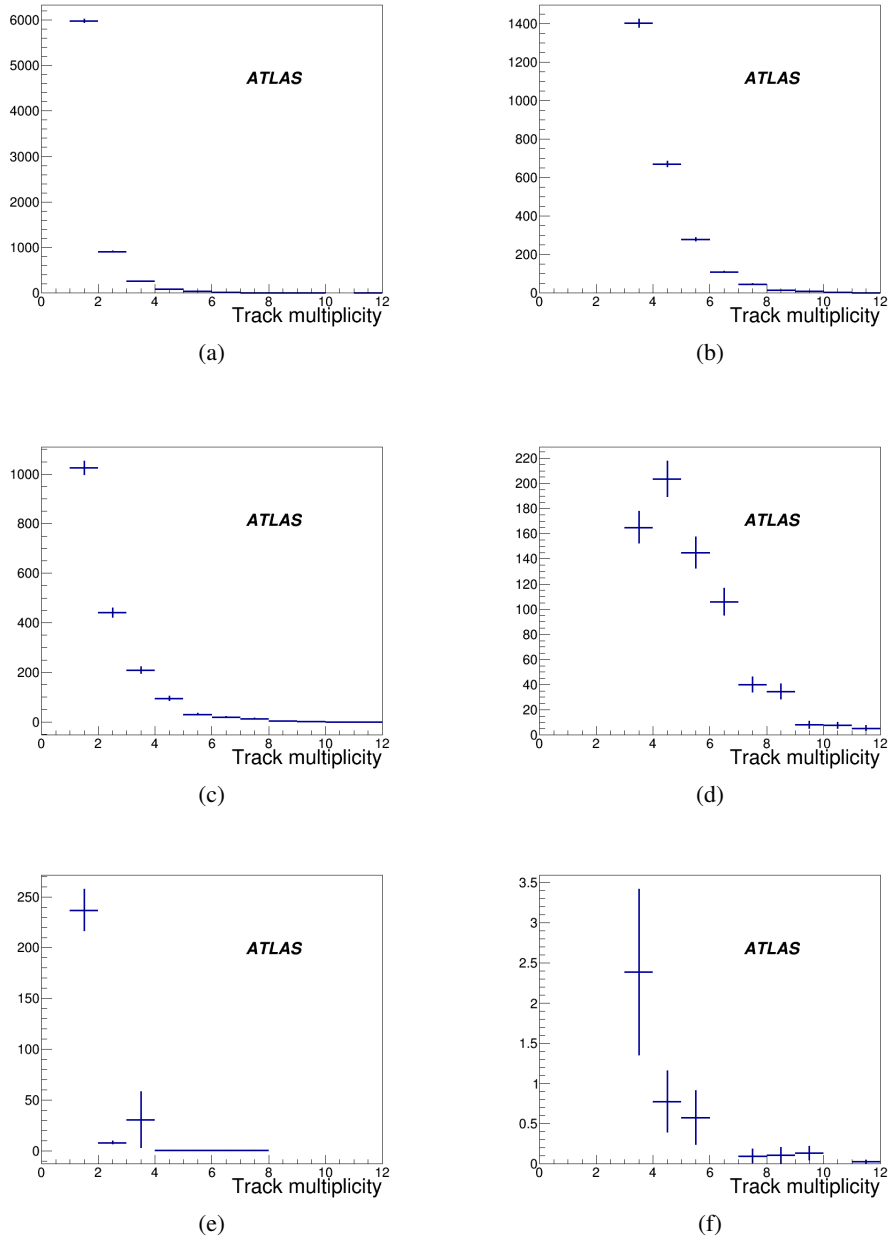 6000
5000
4000
3000
2000
1000
0
ATLAS
0 2 4 6 8 10 12
Track multiplicity
(a)
1400
1200
1000
800
600
400
200
0
ATLAS
0 2 4 6 8 10 12
Track multiplicity
(b)
1000
800
600
400
200
0
ATLAS
0 2 4 6 8 10 12
Track multiplicity
(c)
220
200
180
160
140
120
100
80
60
40
20
0
ATLAS
0 2 4 6 8 10 12
Track multiplicity
(d)
250
200
150
100
50
0
ATLAS
0 2 4 6 8 10 12
Track multiplicity
(e)
3.5
3
2.5
2
1.5
1
0.5
0
ATLAS
0 2 4 6 8 10 12
Track multiplicity
(f)